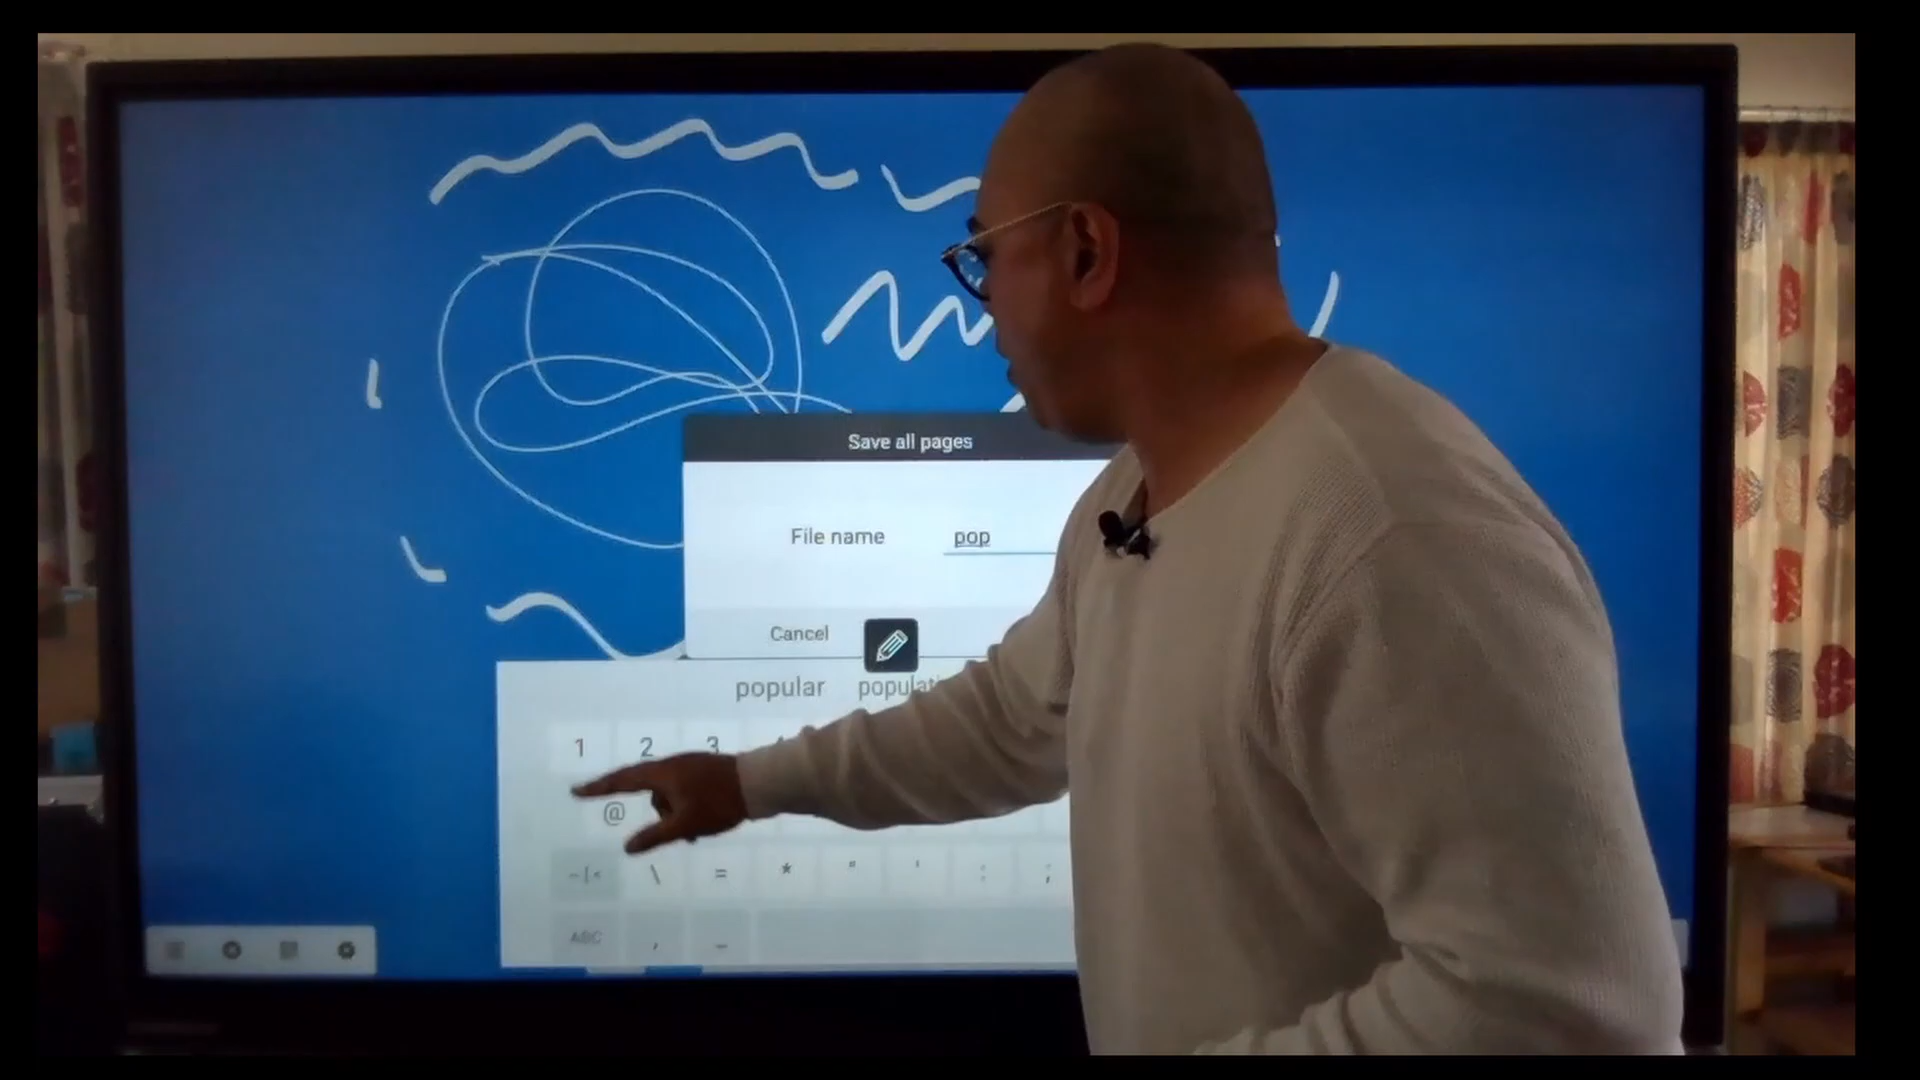 Save all pages
File name pop
Cancel
popular
1 2 3
@
\ = * " ' : ;
ABC , _